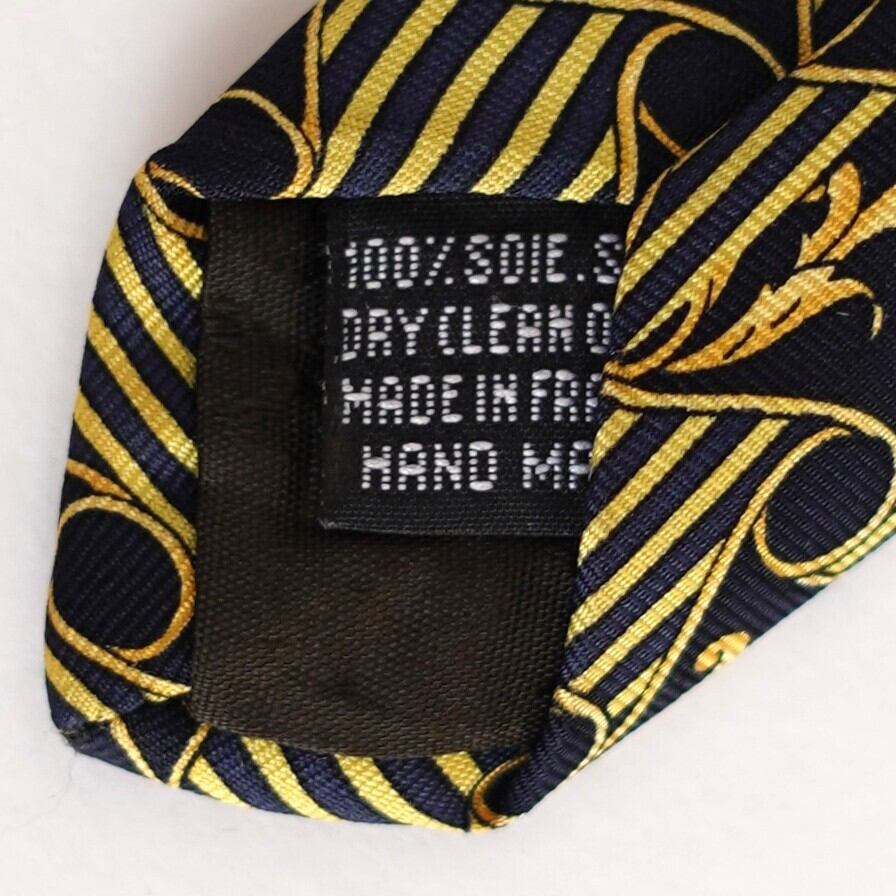 100% SOIE. S
DRY CLEAN O
MADE IN FRA
HAND MA